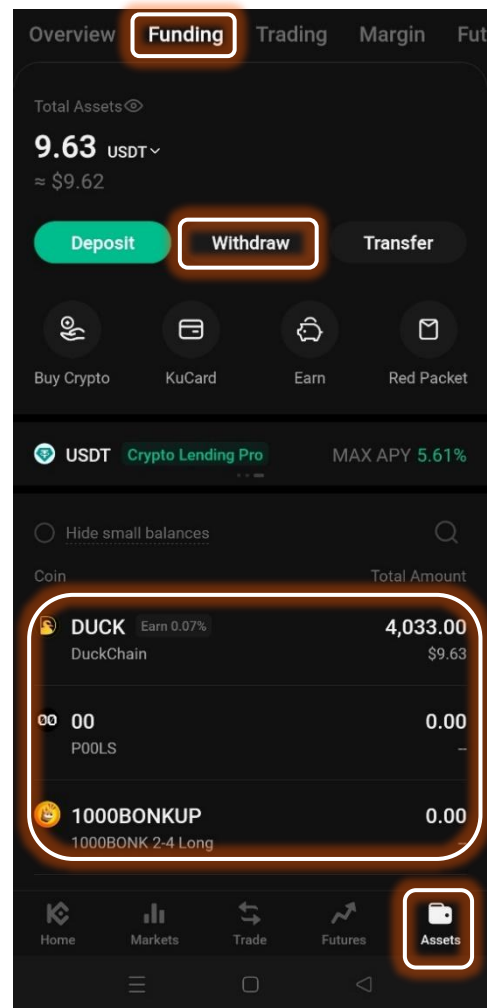 Overview Funding Trading Margin Fut
Total Assets
9.63 USDT
≈ $9.62
Deposit Withdraw Transfer
Buy Crypto KuCard Earn Red Packet
USDT Crypto Lending Pro MAX APY 5.61%
Hide small balances
Coin Total Amount
DUCK Earn 0.07% 4,033.00
DuckChain $9.63
00 00 0.00
P00LS –
1000BONKUP 0.00
1000BONK 2-4 Long –
Home Markets Trade Futures Assets